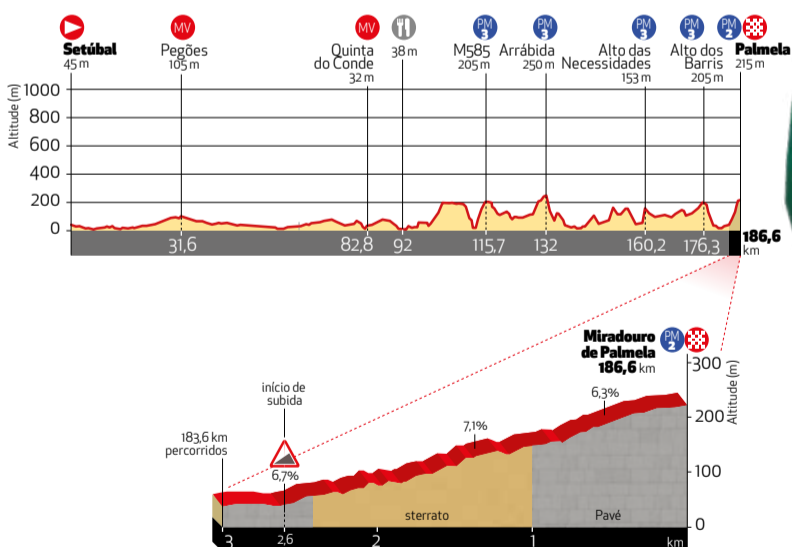 MV
MV
PM
3
PM
3
PM
3
PM
3
PM
2
Setúbal
45 m
Pegões
105 m
Quinta
do Conde
32 m
38 m
M585
205 m
Arrábida
250 m
Alto das
Necessidades
153 m
Alto dos
Barris
205 m
Palmela
215 m
Altitude (m)
1000
800
600
400
200
0
31,6
82,8
92
115,7
132
160,2
176,3
186,6
km
Miradouro
de Palmela
186,6 km
PM
2
início de
subida
183,6 km
percorridos
6,7%
7,1%
6,3%
300
200
100
0
Altitude (m)
sterrato
Pavé
3
2,6
2
1
km